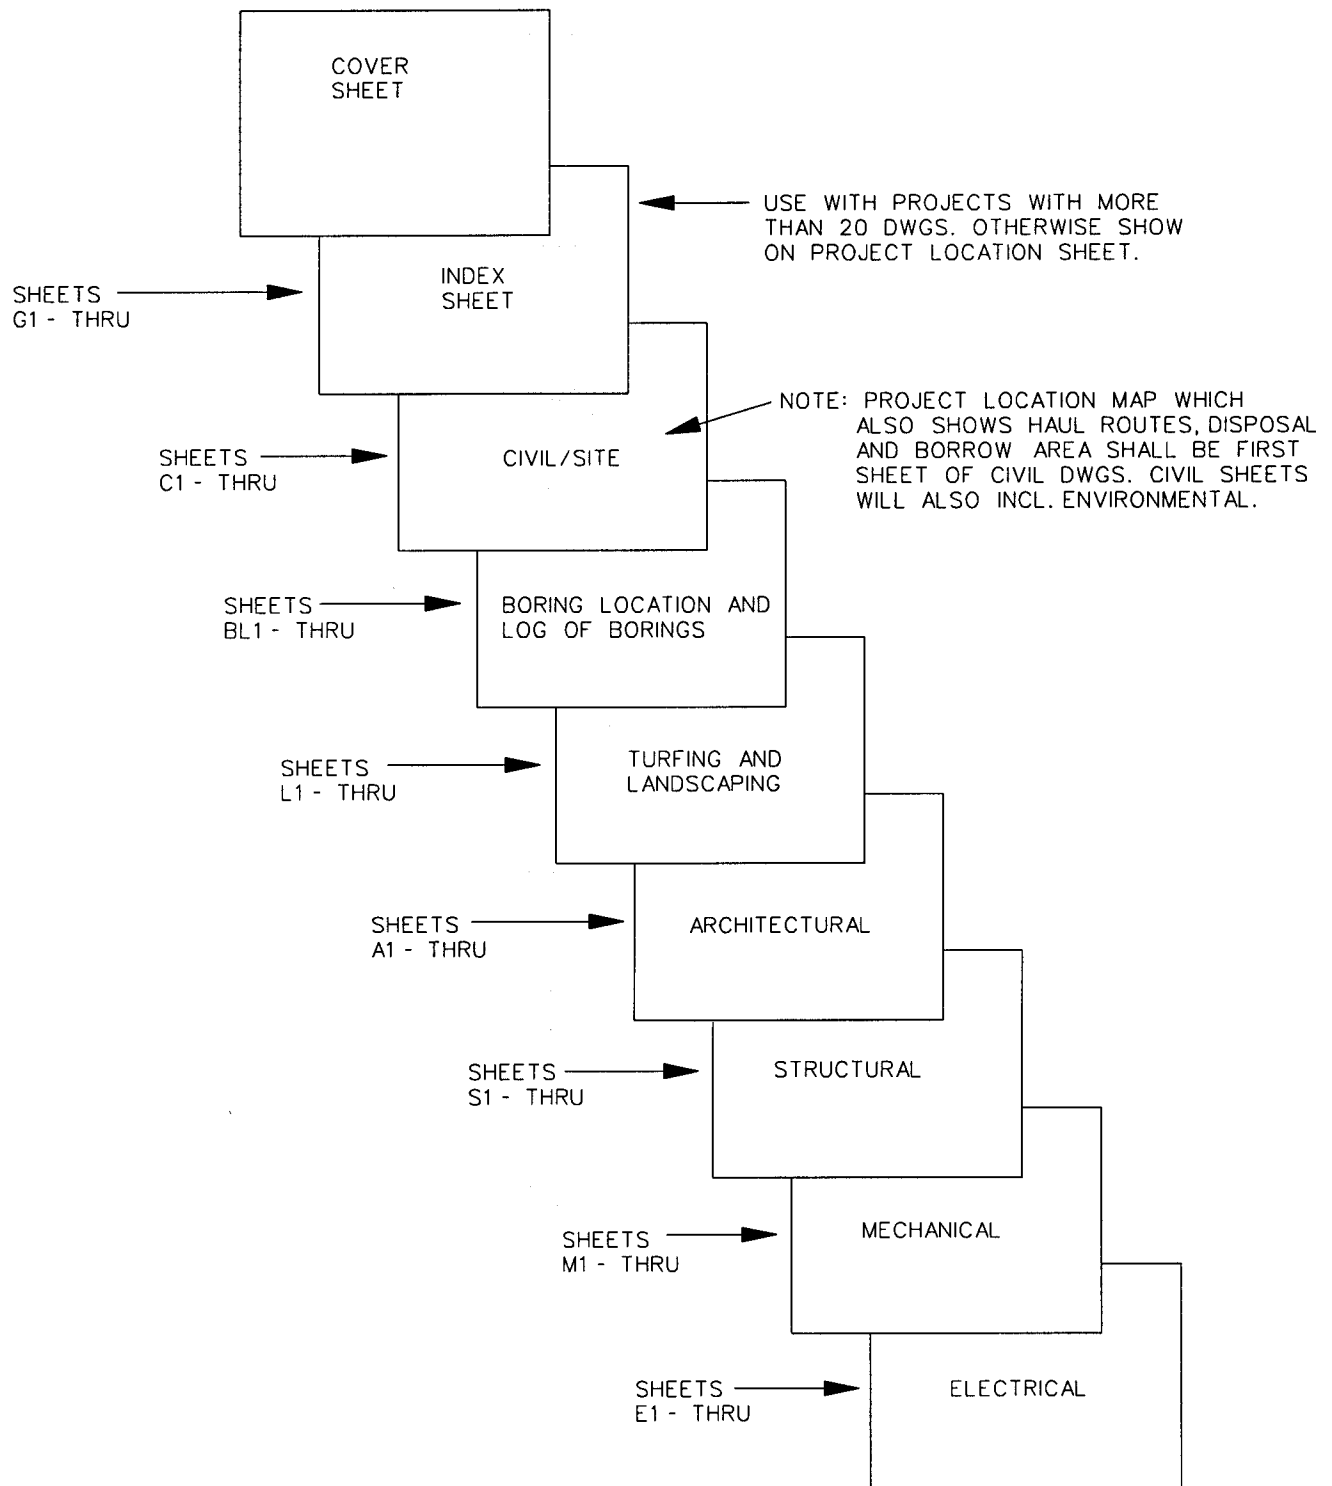 COVER
SHEET
USE WITH PROJECTS WITH MORE
THAN 20 DWGS. OTHERWISE SHOW
ON PROJECT LOCATION SHEET.
INDEX
SHEET
SHEETS
G1 - THRU
NOTE: PROJECT LOCATION MAP WHICH
ALSO SHOWS HAUL ROUTES, DISPOSAL
AND BORROW AREA SHALL BE FIRST
SHEET OF CIVIL DWGS. CIVIL SHEETS
WILL ALSO INCL. ENVIRONMENTAL.
CIVIL/SITE
SHEETS
C1 - THRU
SHEETS
BL1 - THRU
BORING LOCATION AND
LOG OF BORINGS
SHEETS
L1 - THRU
TURFING AND
LANDSCAPING
SHEETS
A1 - THRU
ARCHITECTURAL
SHEETS
S1 - THRU
STRUCTURAL
SHEETS
M1 - THRU
MECHANICAL
SHEETS
E1 - THRU
ELECTRICAL